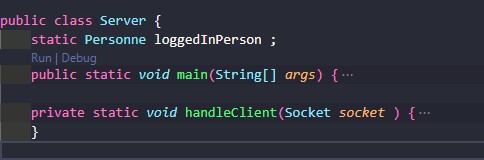 public class Server {
static Personne loggedInPerson ;
Run | Debug
public static void main(String[] args) {···
private static void handleClient(Socket socket ) {···
}